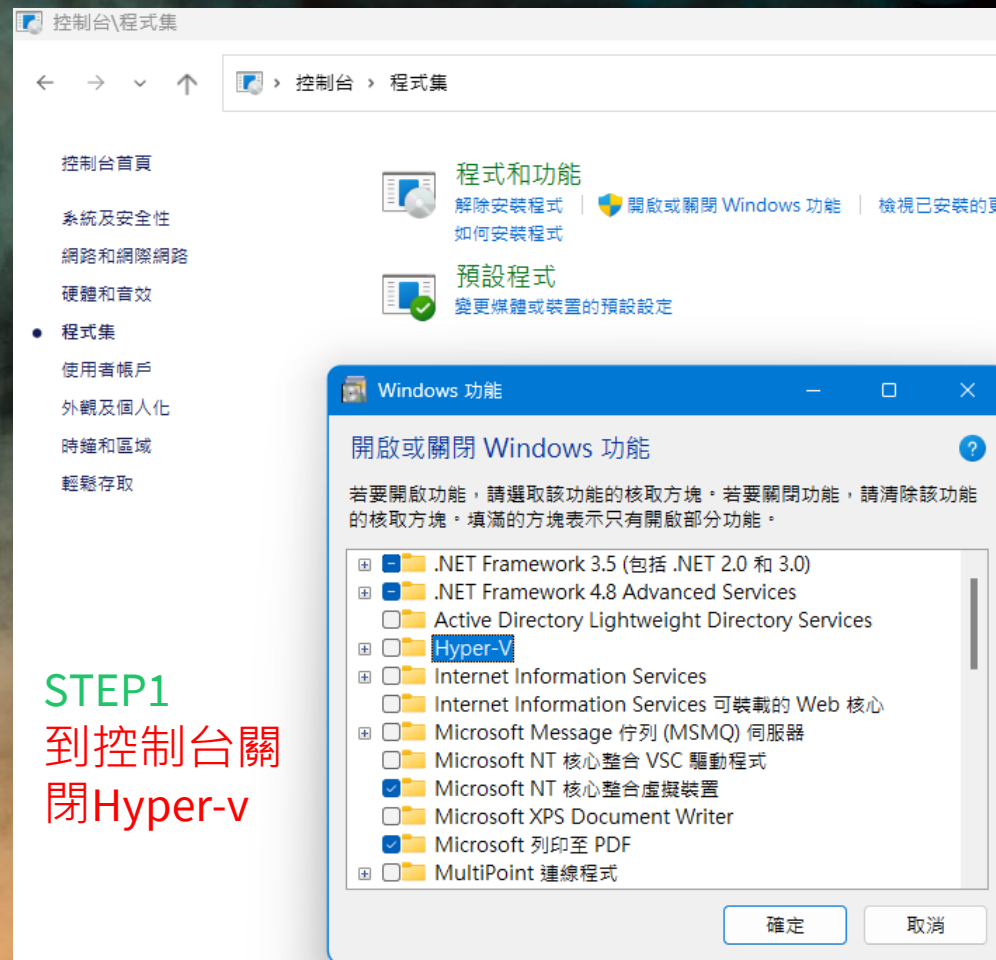 控制台\程式集
控制台 > 程式集
控制台首頁
系統及安全性
網路和網際網路
硬體和音效
程式集
使用者帳戶
外觀及個人化
時鐘和區域
輕鬆存取
程式和功能
解除安裝程式 | 開啟或關閉 Windows 功能 | 檢視已安裝的更
如何安裝程式
預設程式
變更媒體或裝置的預設設定
Windows 功能
開啟或關閉 Windows 功能
若要開啟功能，請選取該功能的核取方塊。若要關閉功能，請清除該功能
的核取方塊。填滿的方塊表示只有開啟部分功能。
.NET Framework 3.5 (包括 .NET 2.0 和 3.0)
.NET Framework 4.8 Advanced Services
Active Directory Lightweight Directory Services
Hyper-V
Internet Information Services
Internet Information Services 可裝載的 Web 核心
Microsoft Message 佇列 (MSMQ) 伺服器
Microsoft NT 核心整合 VSC 驅動程式
Microsoft NT 核心整合虛擬裝置
Microsoft XPS Document Writer
Microsoft 列印至 PDF
MultiPoint 連線程式
確定
取消
STEP1
到控制台關
閉Hyper-v